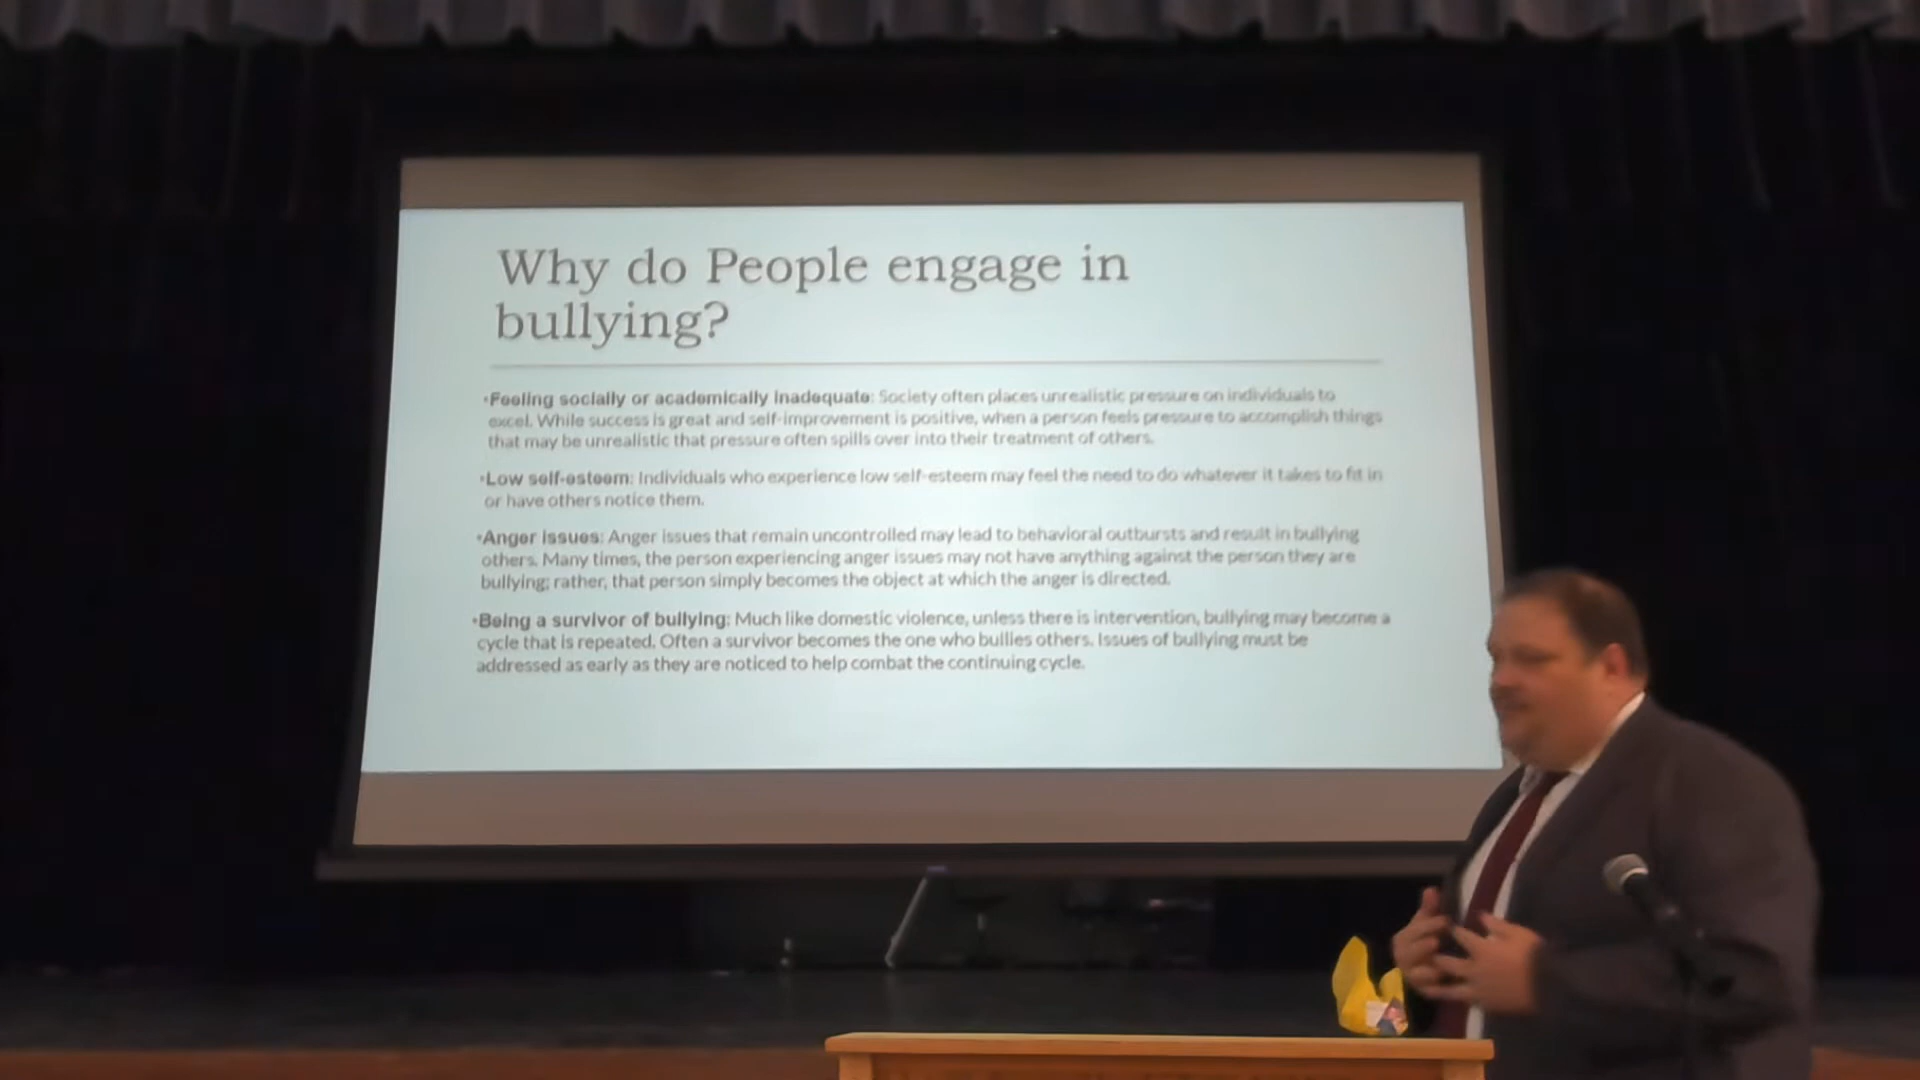 Why do People engage in
bullying?
•Feeling socially or academically inadequate: Society often places unrealistic pressure on individuals to
excel. While success is great and self-improvement is positive, when a person feels pressure to accomplish things
that may be unrealistic that pressure often spills over into their treatment of others.
•Low self-esteem: Individuals who experience low self-esteem may feel the need to do whatever it takes to fit in
or have others notice them.
•Anger issues: Anger issues that remain uncontrolled may lead to behavioral outbursts and result in bullying
others. Many times, the person experiencing anger issues may not have anything against the person they are
bullying; rather, that person simply becomes the object at which the anger is directed.
•Being a survivor of bullying: Much like domestic violence, unless there is intervention, bullying may become a
cycle that is repeated. Often a survivor becomes the one who bullies others. Issues of bullying must be
addressed as early as they are noticed to help combat the continuing cycle.